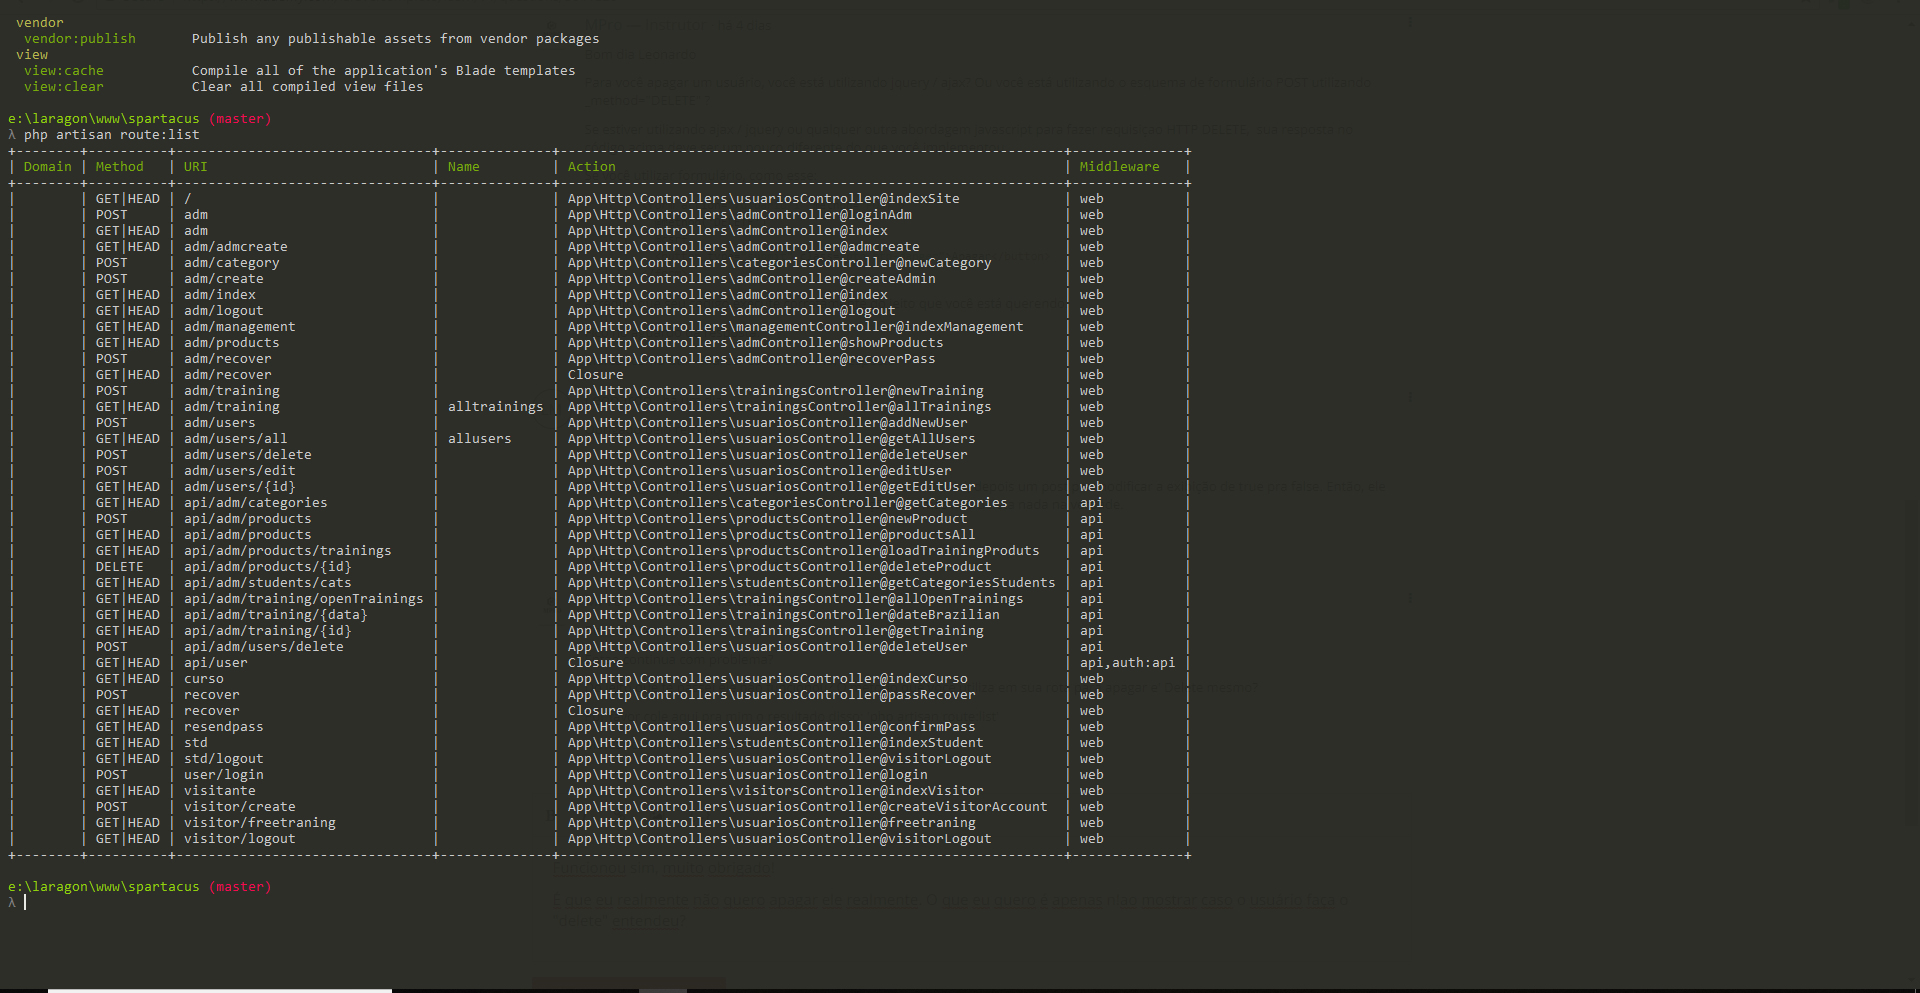 vendor
vendor:publish Publish any publishable assets from vendor packages
view
view:cache Compile all of the application's Blade templates
view:clear Clear all compiled view files
e:\laragon\www\spartacus (master)
λ php artisan route:list
+--------+----------+--------------------------------+--------------+---------------------------------------------------------------+--------------+
| Domain | Method | URI | Name | Action | Middleware |
+--------+----------+--------------------------------+--------------+---------------------------------------------------------------+--------------+
| | GET|HEAD | / | | App\Http\Controllers\usuariosController@indexSite | web |
| | POST | adm | | App\Http\Controllers\admController@loginAdm | web |
| | GET|HEAD | adm | | App\Http\Controllers\admController@index | web |
| | GET|HEAD | adm/admcreate | | App\Http\Controllers\admController@admcreate | web |
| | POST | adm/category | | App\Http\Controllers\categoriesController@newCategory | web |
| | POST | adm/create | | App\Http\Controllers\admController@createAdmin | web |
| | GET|HEAD | adm/index | | App\Http\Controllers\admController@index | web |
| | GET|HEAD | adm/logout | | App\Http\Controllers\admController@logout | web |
| | GET|HEAD | adm/management | | App\Http\Controllers\managementController@indexManagement | web |
| | GET|HEAD | adm/products | | App\Http\Controllers\admController@showProducts | web |
| | POST | adm/recover | | App\Http\Controllers\admController@recoverPass | web |
| | GET|HEAD | adm/recover | | Closure | web |
| | POST | adm/training | | App\Http\Controllers\trainingsController@newTraining | web |
| | GET|HEAD | adm/training | alltrainings | App\Http\Controllers\trainingsController@allTrainings | web |
| | POST | adm/users | | App\Http\Controllers\usuariosController@addNewUser | web |
| | GET|HEAD | adm/users/all | allusers | App\Http\Controllers\usuariosController@getAllUsers | web |
| | POST | adm/users/delete | | App\Http\Controllers\usuariosController@deleteUser | web |
| | POST | adm/users/edit | | App\Http\Controllers\usuariosController@editUser | web |
| | GET|HEAD | adm/users/{id} | | App\Http\Controllers\usuariosController@getEditUser | web |
| | GET|HEAD | api/adm/categories | | App\Http\Controllers\categoriesController@getCategories | api |
| | POST | api/adm/products | | App\Http\Controllers\productsController@newProduct | api |
| | GET|HEAD | api/adm/products | | App\Http\Controllers\productsController@productsAll | api |
| | GET|HEAD | api/adm/products/trainings | | App\Http\Controllers\productsController@loadTrainingProduts | api |
| | DELETE | api/adm/products/{id} | | App\Http\Controllers\productsController@deleteProduct | api |
| | GET|HEAD | api/adm/students/cats | | App\Http\Controllers\studentsController@getCategoriesStudents | api |
| | GET|HEAD | api/adm/training/openTrainings | | App\Http\Controllers\trainingsController@allOpenTrainings | api |
| | GET|HEAD | api/adm/training/{data} | | App\Http\Controllers\trainingsController@dateBrazilian | api |
| | GET|HEAD | api/adm/training/{id} | | App\Http\Controllers\trainingsController@getTraining | api |
| | POST | api/adm/users/delete | | App\Http\Controllers\usuariosController@deleteUser | api |
| | GET|HEAD | api/user | | Closure | api,auth:api |
| | GET|HEAD | curso | | App\Http\Controllers\usuariosController@indexCurso | web |
| | POST | recover | | App\Http\Controllers\usuariosController@passRecover | web |
| | GET|HEAD | recover | | Closure | web |
| | GET|HEAD | resendpass | | App\Http\Controllers\usuariosController@confirmPass | web |
| | GET|HEAD | std | | App\Http\Controllers\studentsController@indexStudent | web |
| | GET|HEAD | std/logout | | App\Http\Controllers\usuariosController@visitorLogout | web |
| | POST | user/login | | App\Http\Controllers\usuariosController@login | web |
| | GET|HEAD | visitante | | App\Http\Controllers\visitorsController@indexVisitor | web |
| | POST | visitor/create | | App\Http\Controllers\usuariosController@createVisitorAccount | web |
| | GET|HEAD | visitor/freetraning | | App\Http\Controllers\usuariosController@freetraning | web |
| | GET|HEAD | visitor/logout | | App\Http\Controllers\usuariosController@visitorLogout | web |
+--------+----------+--------------------------------+--------------+---------------------------------------------------------------+--------------+
e:\laragon\www\spartacus (master)
λ